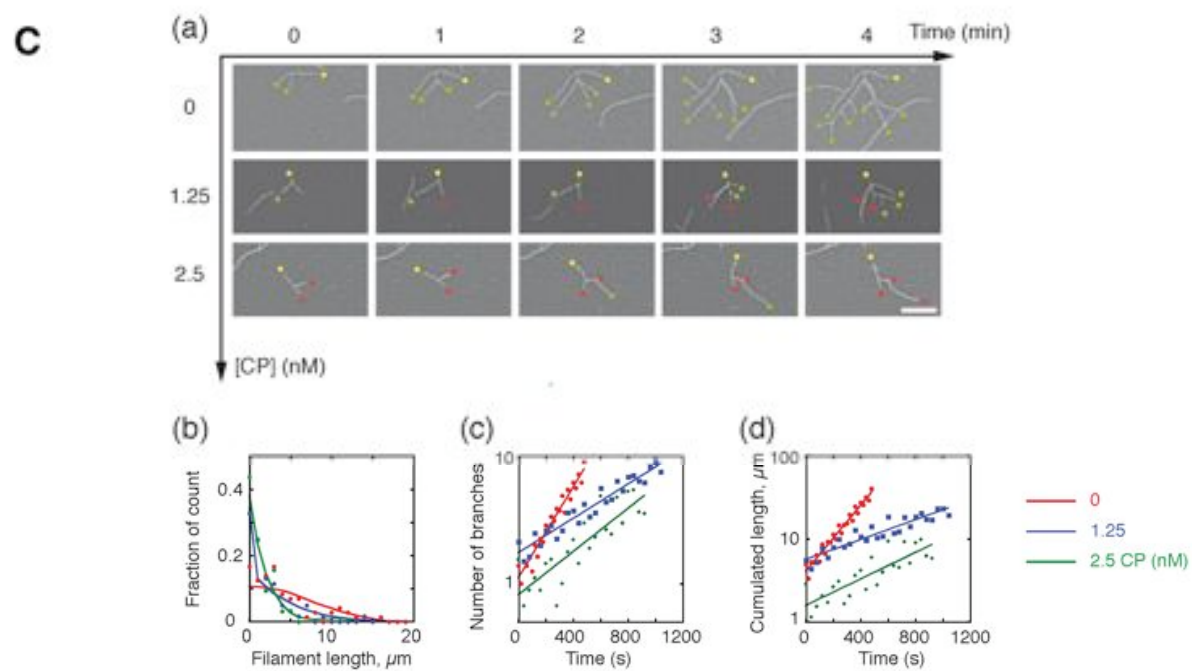 C
(a)
0 1 2 3 4 Time (min)
0
1.25
2.5
[CP] (nM)
(b)
Fraction of count
0.4
0.2
0
0 10 20
Filament length, μm
(c)
Number of branches
10
1
0 400 800 1200
Time (s)
(d)
Cumulated length, μm
100
10
1
0 400 800 1200
Time (s)
0
1.25
2.5 CP (nM)